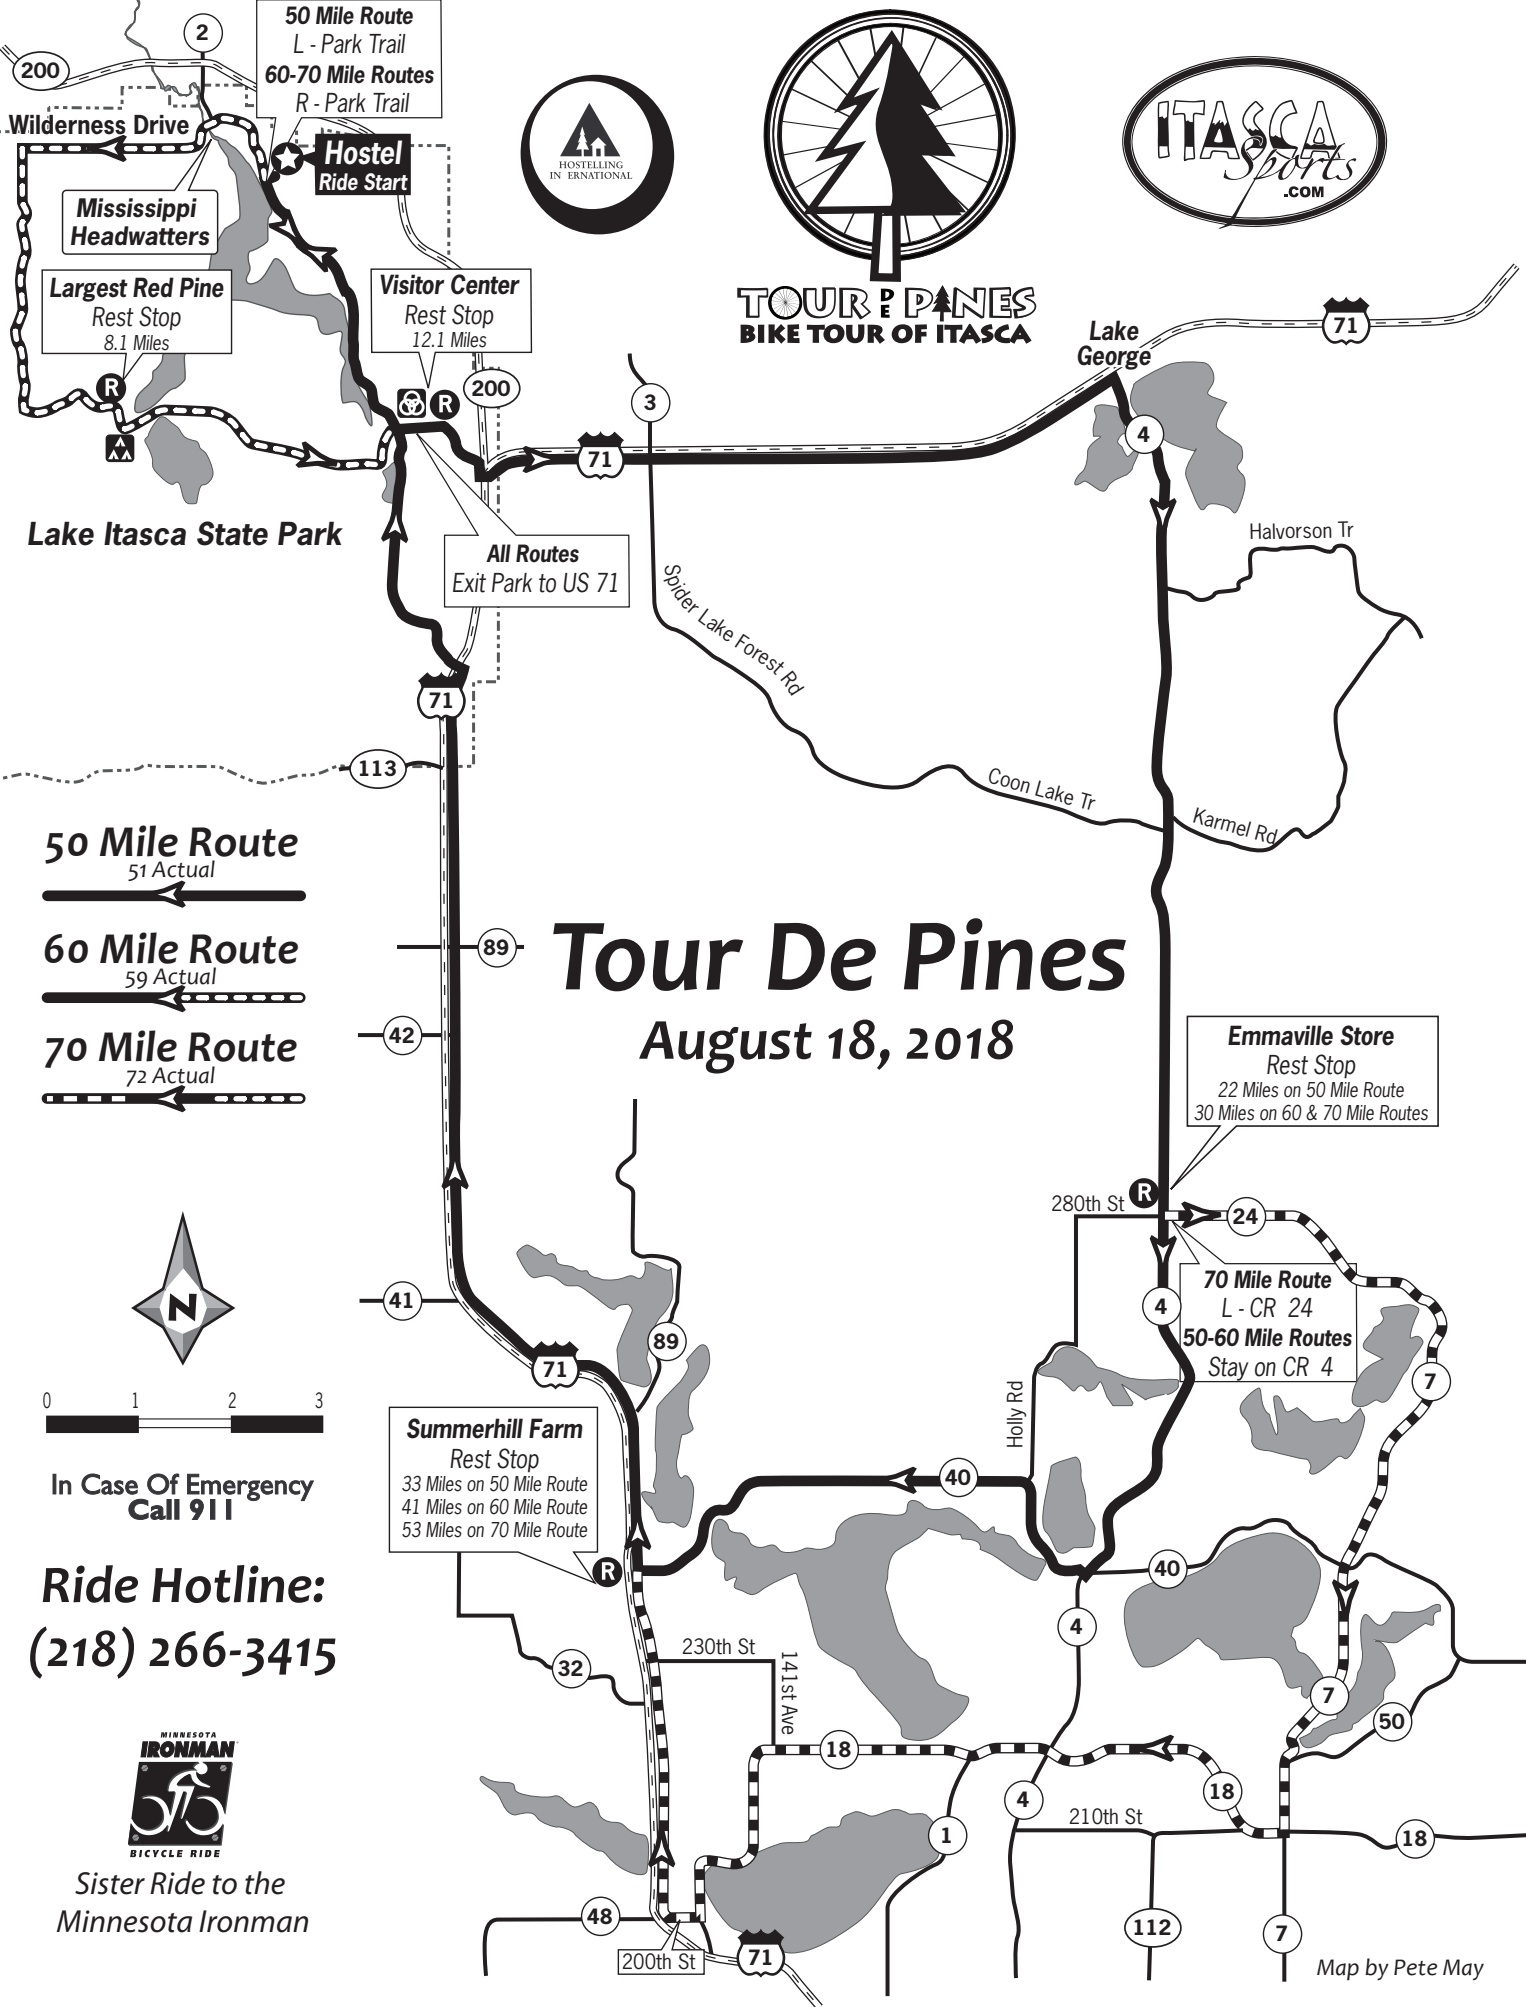 2
200
50 Mile Route
L - Park Trail
60-70 Mile Routes
R - Park Trail
Wilderness Drive
Hostel
Ride Start
Mississippi
Headwatters
Largest Red Pine
Rest Stop
8.1 Miles
R
Visitor Center
Rest Stop
12.1 Miles
R
200
HOSTELLING
IN ERNATIONAL
TOUR DE PINES
BIKE TOUR OF ITASCA
ITASCA
Sports
.COM
Lake
George
71
3
71
4
Lake Itasca State Park
All Routes
Exit Park to US 71
Halvorson Tr
Spider Lake Forest Rd
71
113
Coon Lake Tr
Karmel Rd
50 Mile Route
51 Actual
60 Mile Route
59 Actual
70 Mile Route
72 Actual
89
42
Tour De Pines
August 18, 2018
Emmaville Store
Rest Stop
22 Miles on 50 Mile Route
30 Miles on 60 & 70 Mile Routes
R
280th St
24
70 Mile Route
L - CR 24
50-60 Mile Routes
Stay on CR 4
4
N
41
89
71
7
0 1 2 3
Holly Rd
In Case Of Emergency
Call 911
Summerhill Farm
Rest Stop
33 Miles on 50 Mile Route
41 Miles on 60 Mile Route
53 Miles on 70 Mile Route
R
40
40
Ride Hotline:
(218) 266-3415
4
230th St
141st Ave
32
7
50
18
18
4
210th St
1
18
MINNESOTA
IRONMAN
BICYCLE RIDE
Sister Ride to the
Minnesota Ironman
48
200th St
71
112
7
Map by Pete May